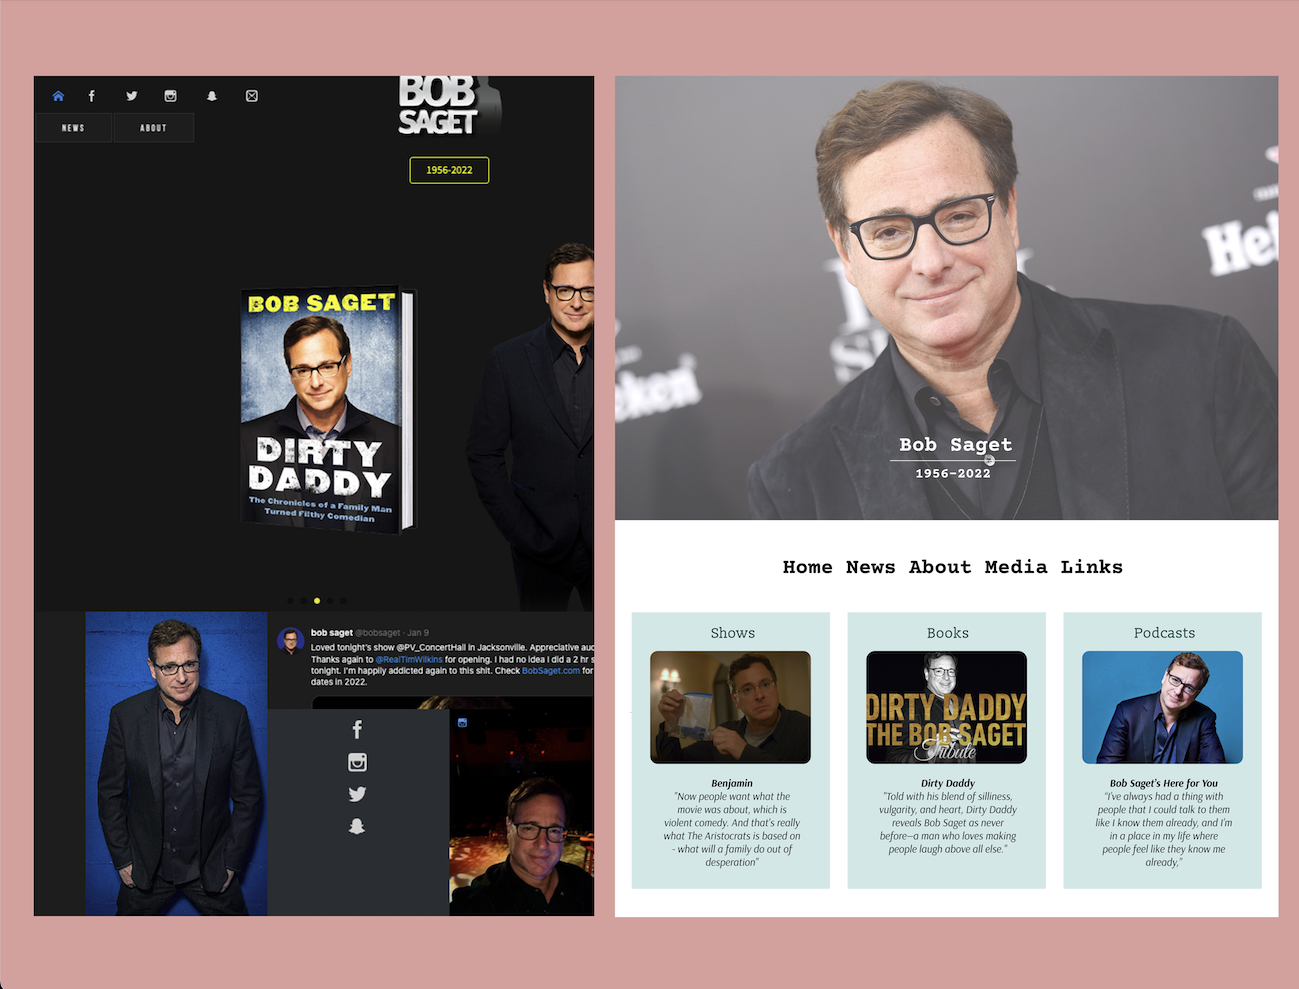 BOB
SAGET
NEWS
ABOUT
1956-2022
BOB SAGET
DIRTY
DADDY
The Chronicles of a Family Man
Turned Filthy Comedian
bob saget @bobsaget · Jan 9
Loved tonight's show @PV_ConcertHall in Jacksonville. Appreciative
Thanks again to @RealTimWilkins for opening. I had no idea I did a 2 hr
tonight. I'm happily addicted again to this shit. Check BobSaget.com for
dates in 2022.
Bob Saget
1956-2022
Home News About Media Links
Shows
Benjamin
"Now people want what the
movie was about, which is
violent comedy. And that's really
what The Aristocrats is based on
- what will a family do out of
desperation"
Books
DIRTY DADDY
THE BOB SAGET
Tribute
Dirty Daddy
"Told with his blend of silliness,
vulgarity, and heart, Dirty Daddy
reveals Bob Saget as never
before—a man who loves making
people laugh above all else."
Podcasts
Bob Saget's Here for You
"I've always had a thing with
people that I could talk to them
like I know them already, and I'm
in a place in my life where
people feel like they know me
already,"